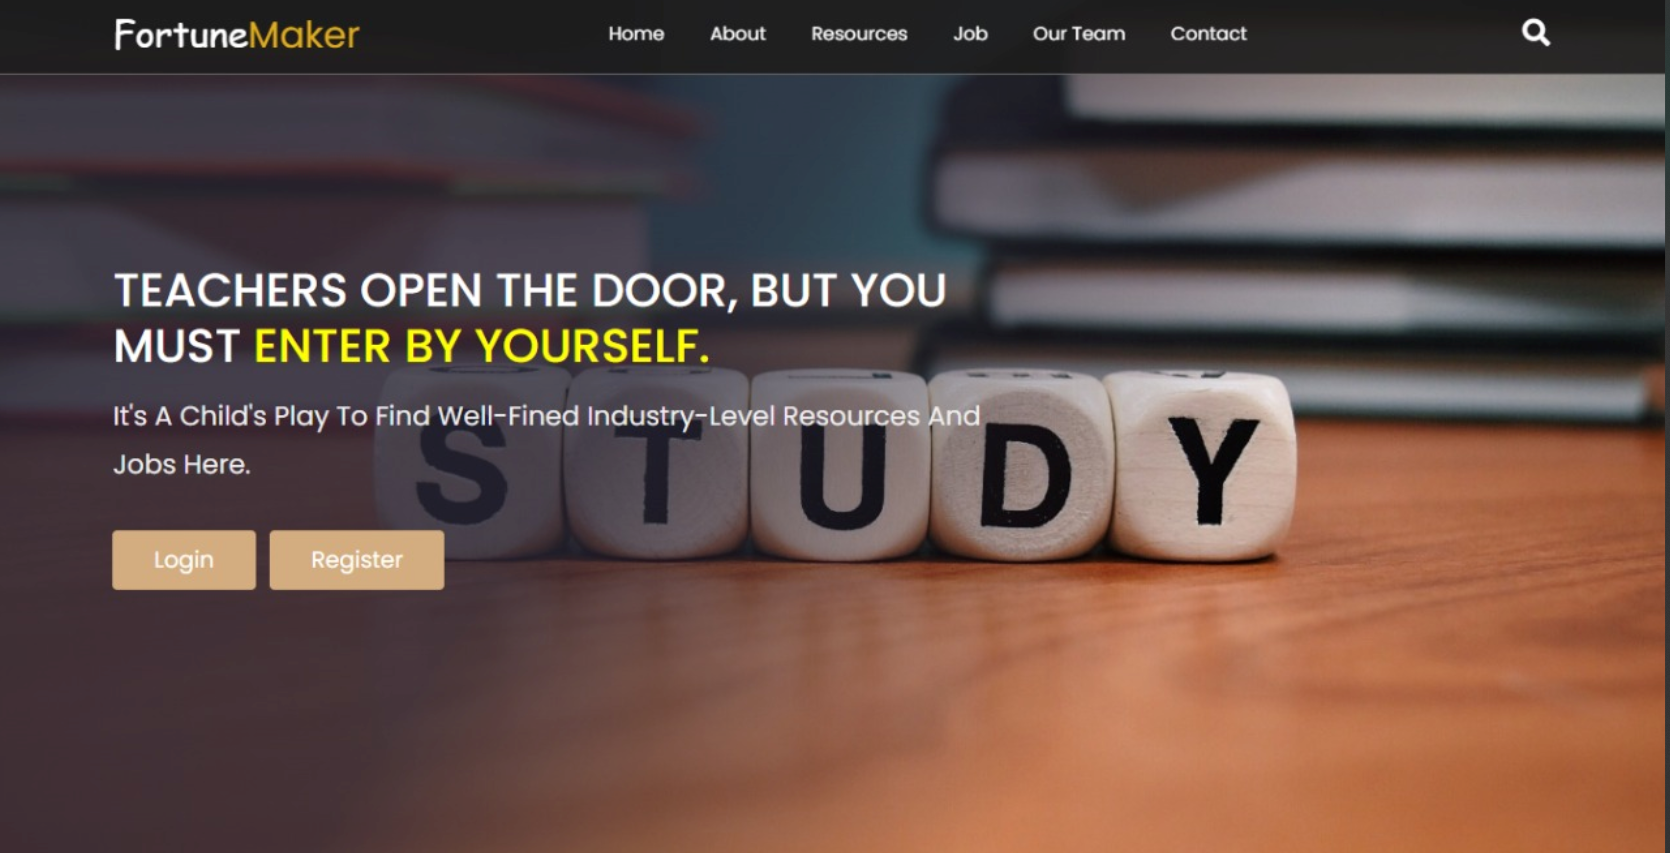 FortuneMaker
Home About Resources Job Our Team Contact
TEACHERS OPEN THE DOOR, BUT YOU
MUST ENTER BY YOURSELF.
It's A Child's Play To Find Well-Fined Industry-Level Resources And
Jobs Here.
STUDY
Login Register